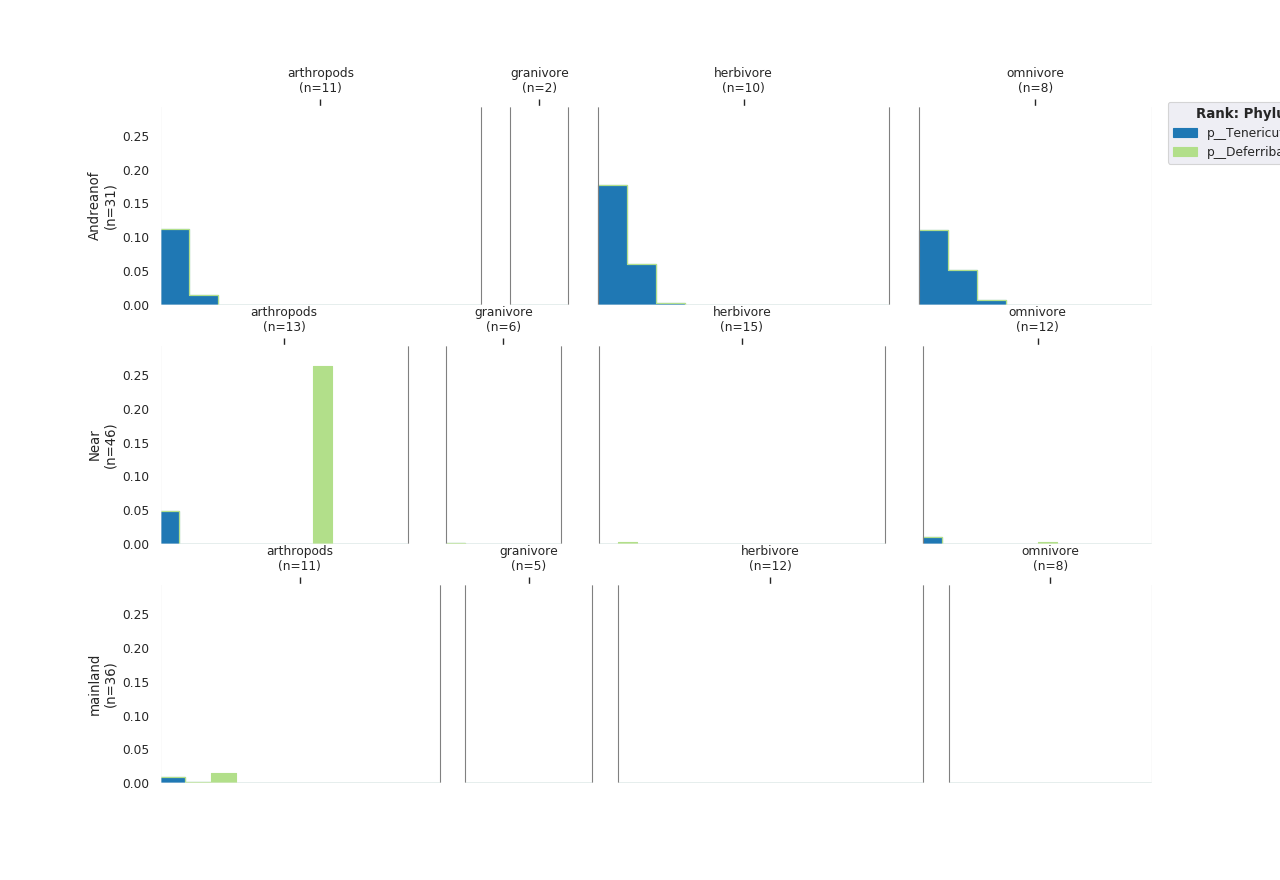 arthropods granivore herbivore omnivore
(n=11) (n=2) (n=10) (n=8)
Rank: Phylu
p__Tenericu
p__Deferriba
Andreanof
(n=31)
0.25
0.20
0.15
0.10
0.05
0.00
arthropods granivore herbivore omnivore
(n=13) (n=6) (n=15) (n=12)
Near
(n=46)
0.25
0.20
0.15
0.10
0.05
0.00
arthropods granivore herbivore omnivore
(n=11) (n=5) (n=12) (n=8)
mainland
(n=36)
0.25
0.20
0.15
0.10
0.05
0.00